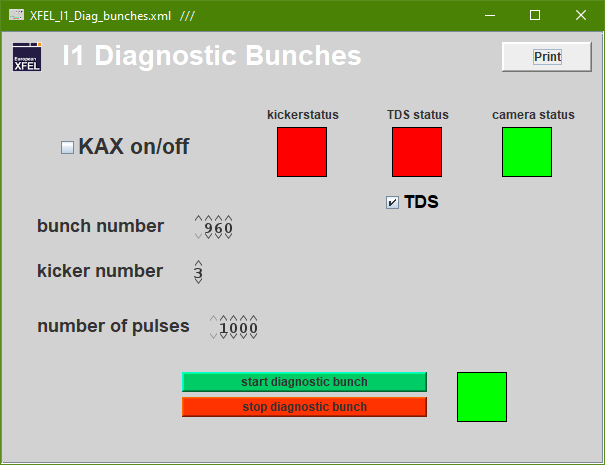 XFEL_I1_Diag_bunches.xml ///
European
XFEL
I1 Diagnostic Bunches
Print
kickerstatus
TDS status
camera status
KAX on/off
TDS
bunch number 960
kicker number 3
number of pulses 1000
start diagnostic bunch
stop diagnostic bunch